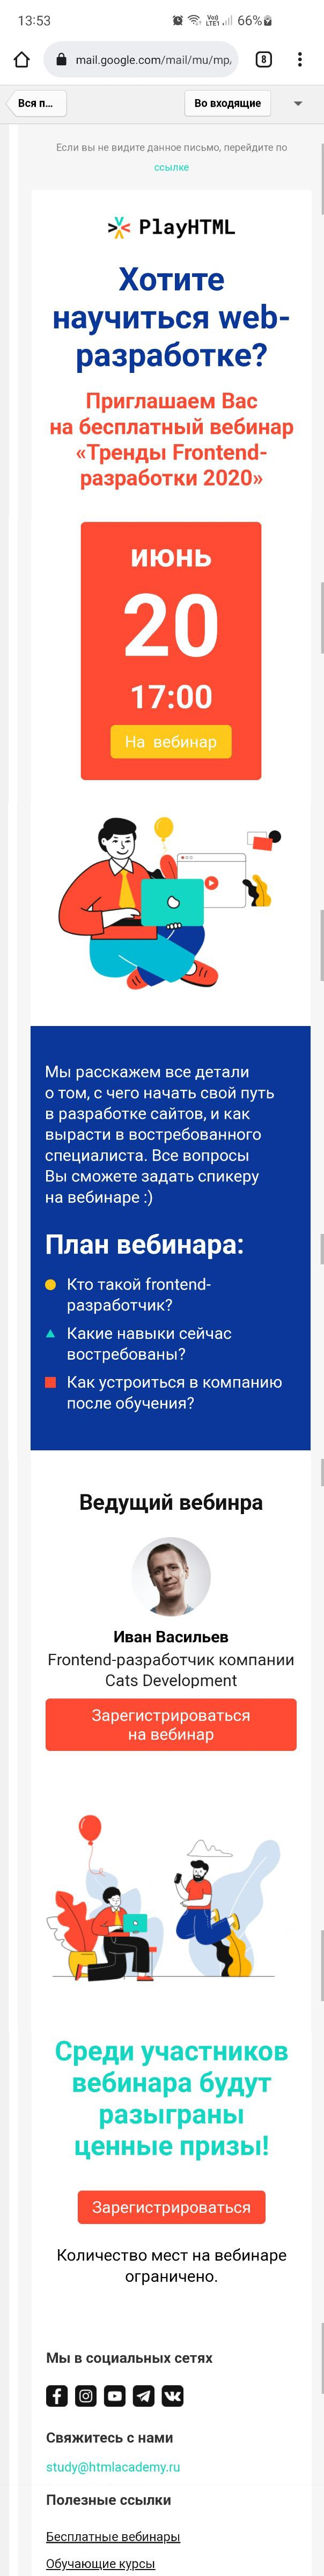 13:53
Vo)) LTE1
66%
mail.google.com/mail/mu/mp/
8
Вся п...
Во входящие
Если вы не видите данное письмо, перейдите по
ссылке
PlayHTML
Хотите
научиться web-
разработке?
Приглашаем Вас
на бесплатный вебинар
«Тренды Frontend-
разработки 2020»
июнь
20
17:00
На вебинар
Мы расскажем все детали
о том, с чего начать свой путь
в разработке сайтов, и как
вырасти в востребованного
специалиста. Все вопросы
Вы сможете задать спикеру
на вебинаре :)
План вебинара:
Кто такой frontend-
разработчик?
Какие навыки сейчас
востребованы?
Как устроиться в компанию
после обучения?
Ведущий вебинра
Иван Васильев
Frontend-разработчик компании
Cats Development
Зарегистрироваться
на вебинар
Среди участников
вебинара будут
разыграны
ценные призы!
Зарегистрироваться
Количество мест на вебинаре
ограничено.
Мы в социальных сетях
Свяжитесь с нами
study@htmlacademy.ru
Полезные ссылки
Бесплатные вебинары
Обучающие курсы